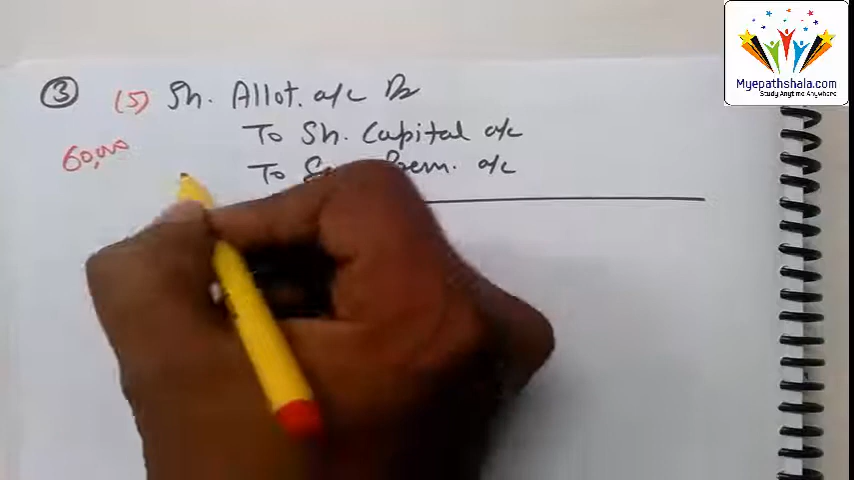 ③ (5) Sh. Allot. a/c Dr
To Sh. Capital a/c
60,000
To Prem. a/c
Myepathshala.com
Study Anytime Anywhere